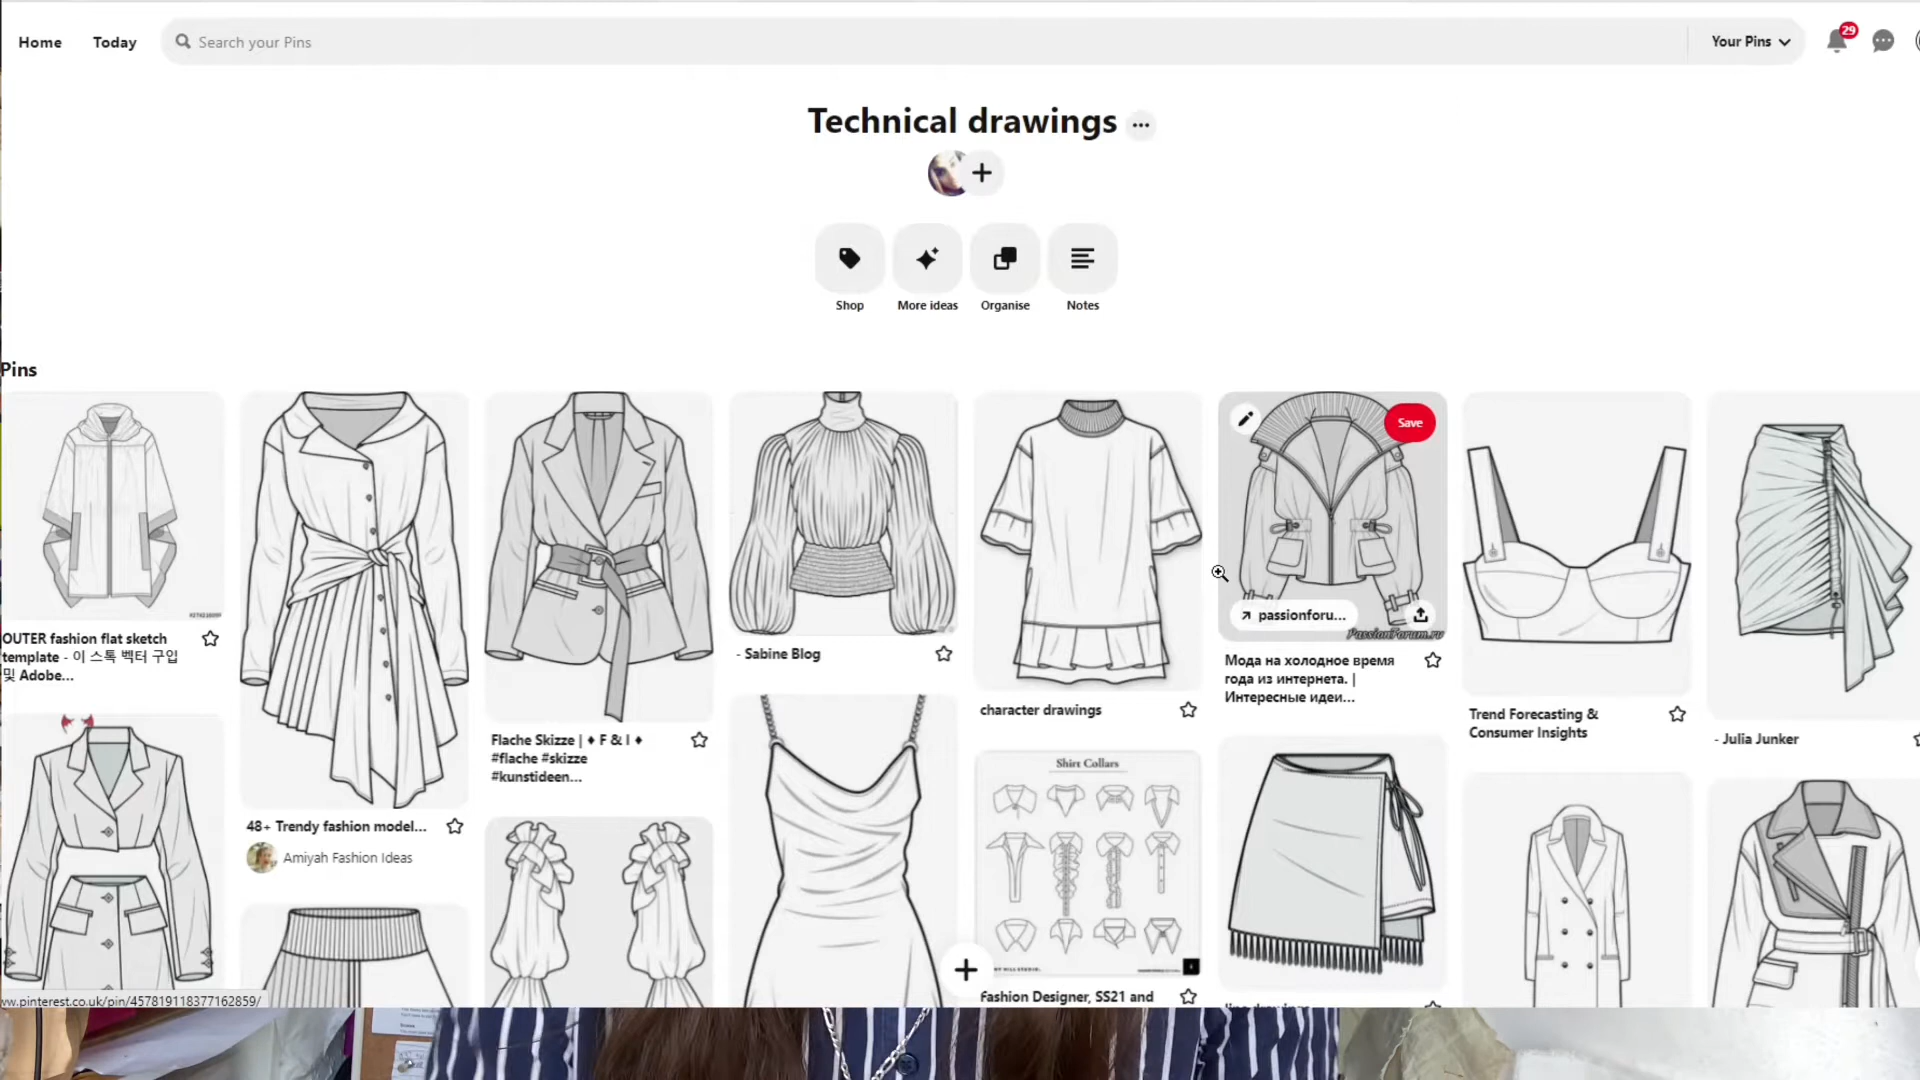 Home
Today
Search your Pins
Your Pins
29
Technical drawings
Shop
More ideas
Organise
Notes
Pins
OUTER fashion flat sketch
template - 이 스톡 벡터 구입
및 Adobe...
48+ Trendy fashion model...
Amiyah Fashion Ideas
Flache Skizze | ♦ F & I ♦
#flache #skizze
#kunstideen...
- Sabine Blog
character drawings
Shirt Collars
Fashion Designer, SS21 and
Save
passionforu...
PassionForum.ru
Мода на холодное время
года из интернета. |
Интересные идеи...
Trend Forecasting &
Consumer Insights
- Julia Junker
ww.pinterest.co.uk/pin/457819118377162859/